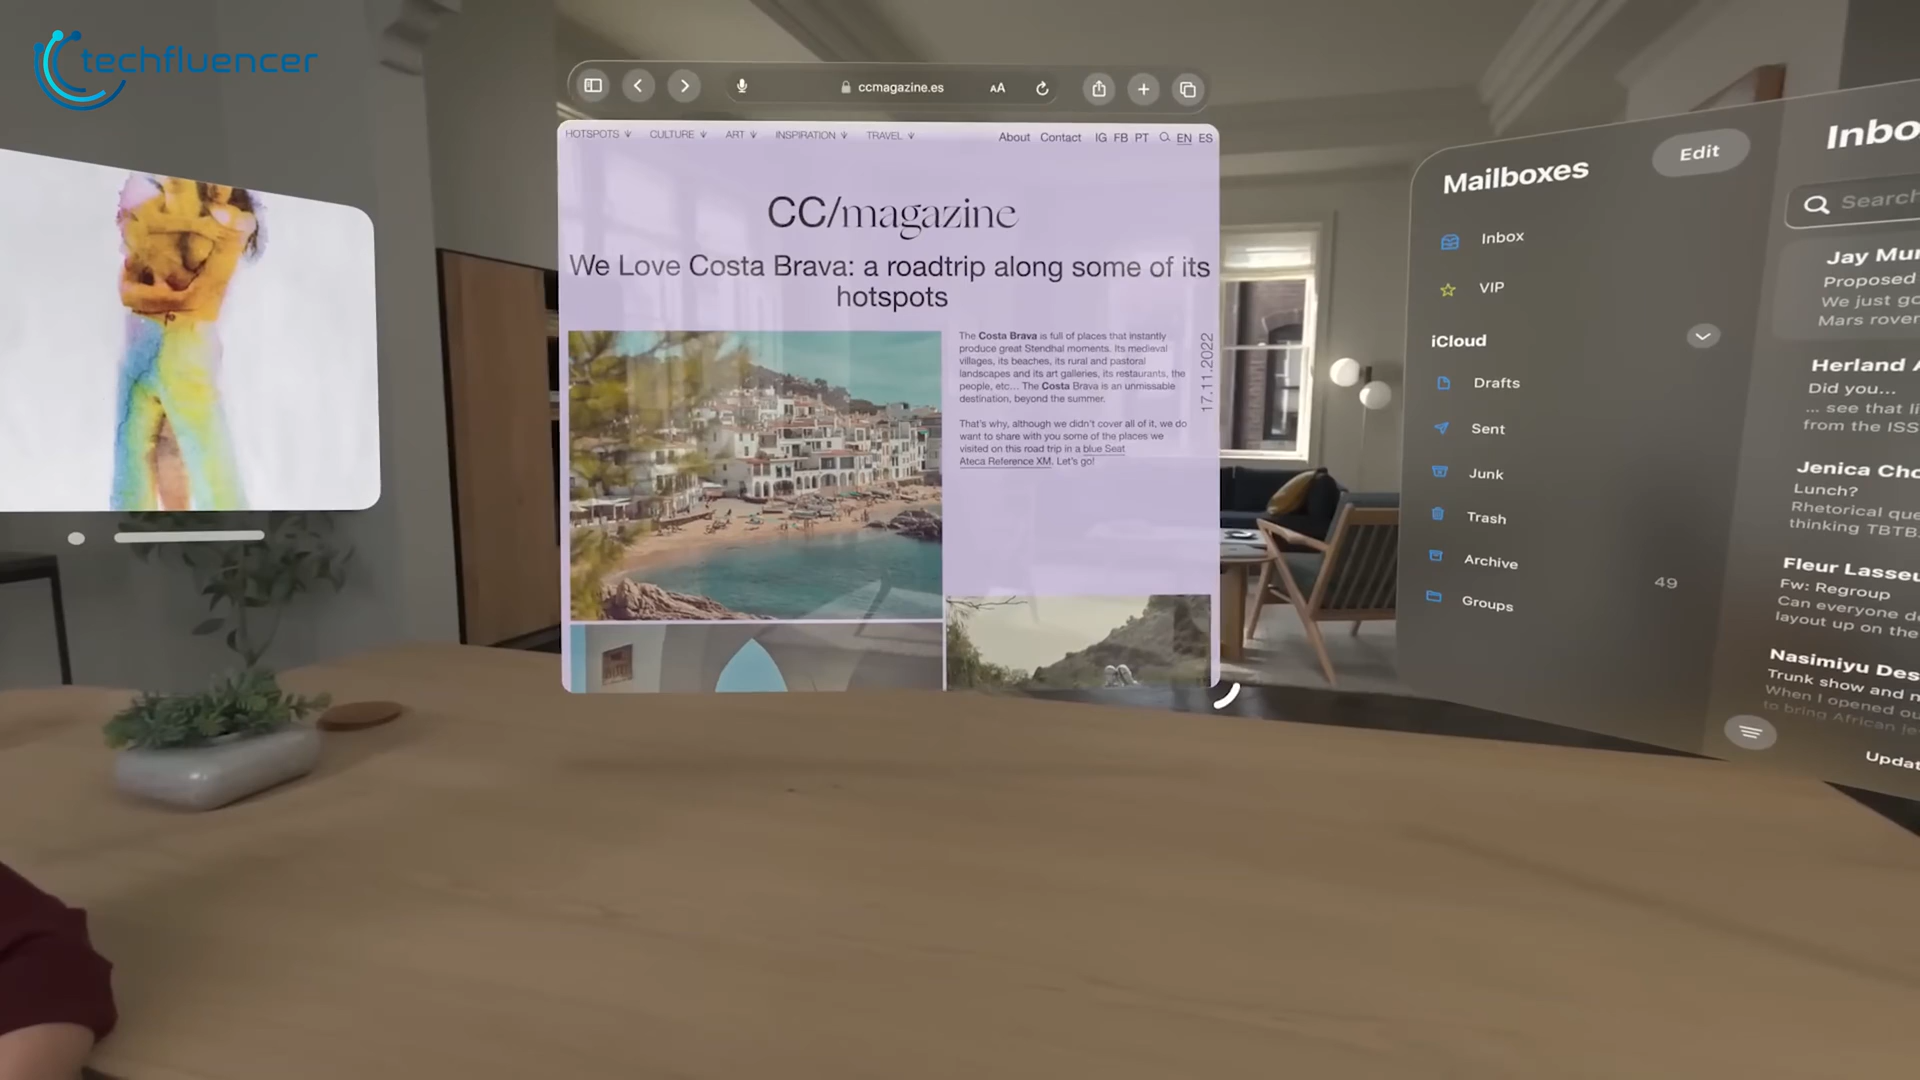 techfluencer
ccmagazine.es
AA
HOTSPOTS CULTURE ART INSPIRATION TRAVEL About Contact IG FB PT EN ES
CC/magazine
We Love Costa Brava: a roadtrip along some of its
hotspots
The Costa Brava is full of places that instantly
produce great Stendhal moments. Its medieval
villages, its beaches, its rural and pastoral
landscapes and its art galleries, its restaurants, the
people, etc... The Costa Brava is an unmissable
destination, beyond the summer.
That's why, although we didn't cover all of it, we do
want to share with you some of the places we
visited on this road trip in a blue Seat
Ateca Reference XM. Let's go!
17.11.2022
Mailboxes
Edit
Inbox
VIP
iCloud
Drafts
Sent
Junk
Trash
Archive
49
Groups
Search
Jay
Proposed
We just
Mars rover
Herland
Did you...
... see that
from the ISS
Jenica
Lunch?
Rhetorical
thinking TBTB
Fleur
Fw: Regroup
Can everyone
layout up on the
Nasimiyu
Trunk show and
When I opened
to bring African